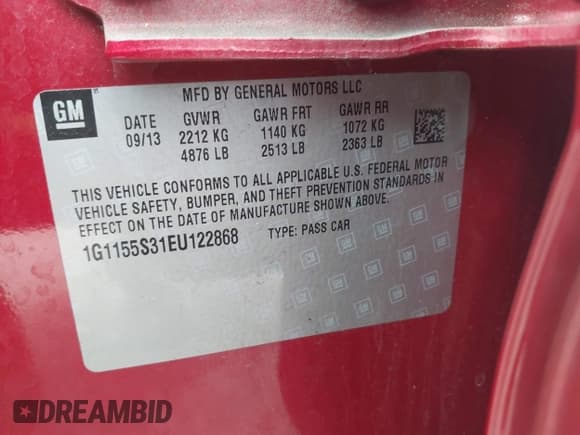 GM
MFD BY GENERAL MOTORS LLC
DATE GVWR GAWR FRT GAWR RR
09/13 2212 KG 1140 KG 1072 KG
4876 LB 2513 LB 2363 LB
THIS VEHICLE CONFORMS TO ALL APPLICABLE U.S. FEDERAL MOTOR
VEHICLE SAFETY, BUMPER, AND THEFT PREVENTION STANDARDS IN
EFFECT ON THE DATE OF MANUFACTURE SHOWN ABOVE.
1G1155S31EU122868 TYPE: PASS CAR
DREAMBID